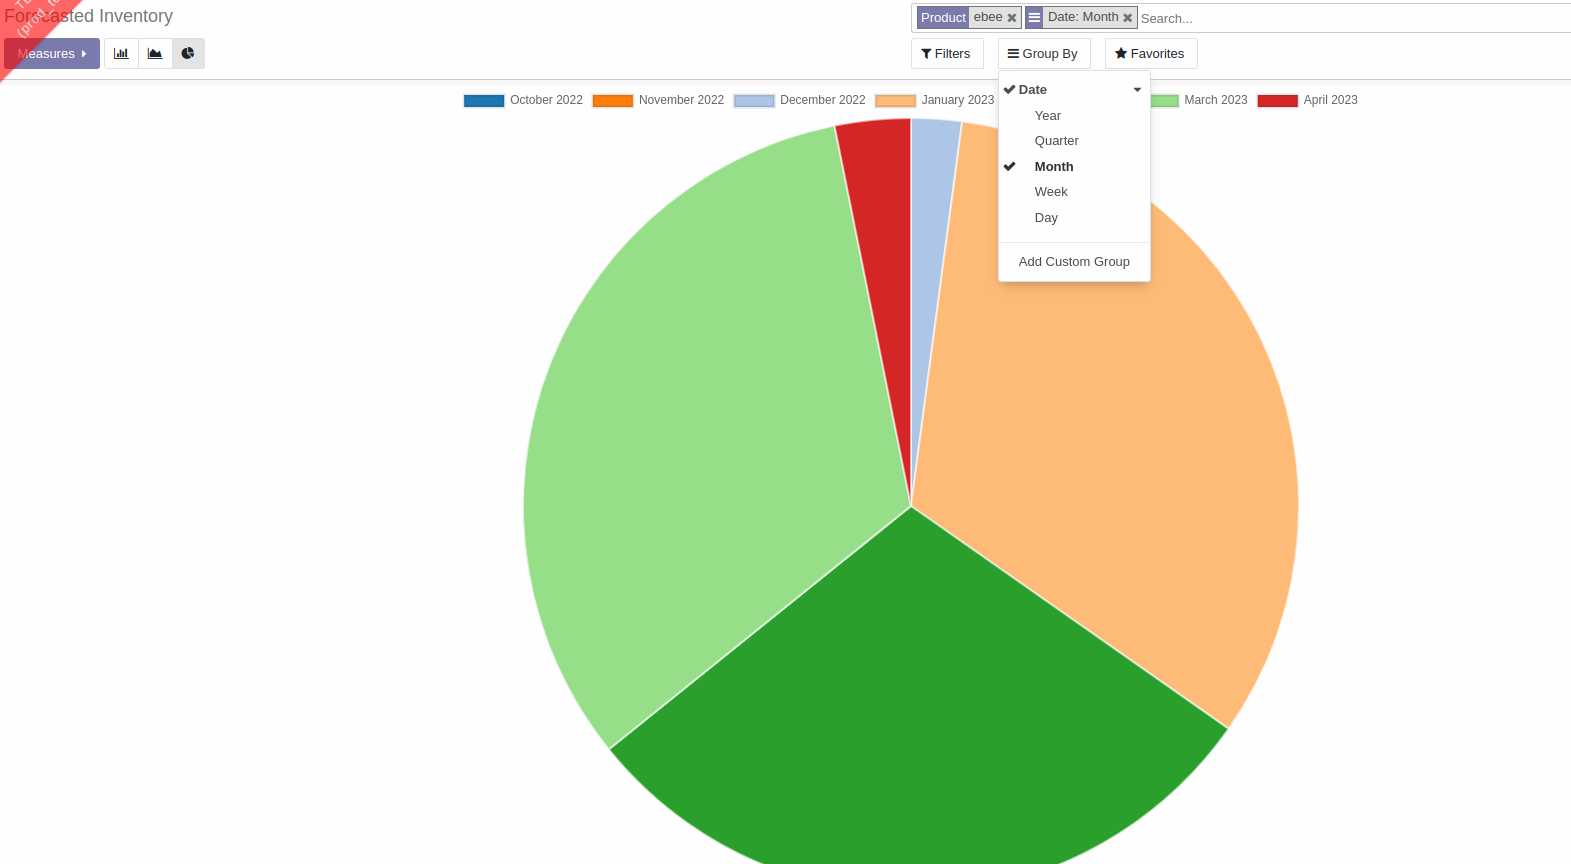 Forecasted Inventory
Product ebee Date: Month Search...
Measures
Filters Group By Favorites
October 2022 November 2022 December 2022 January 2023 March 2023 April 2023
Date
Year
Quarter
Month
Week
Day
Add Custom Group